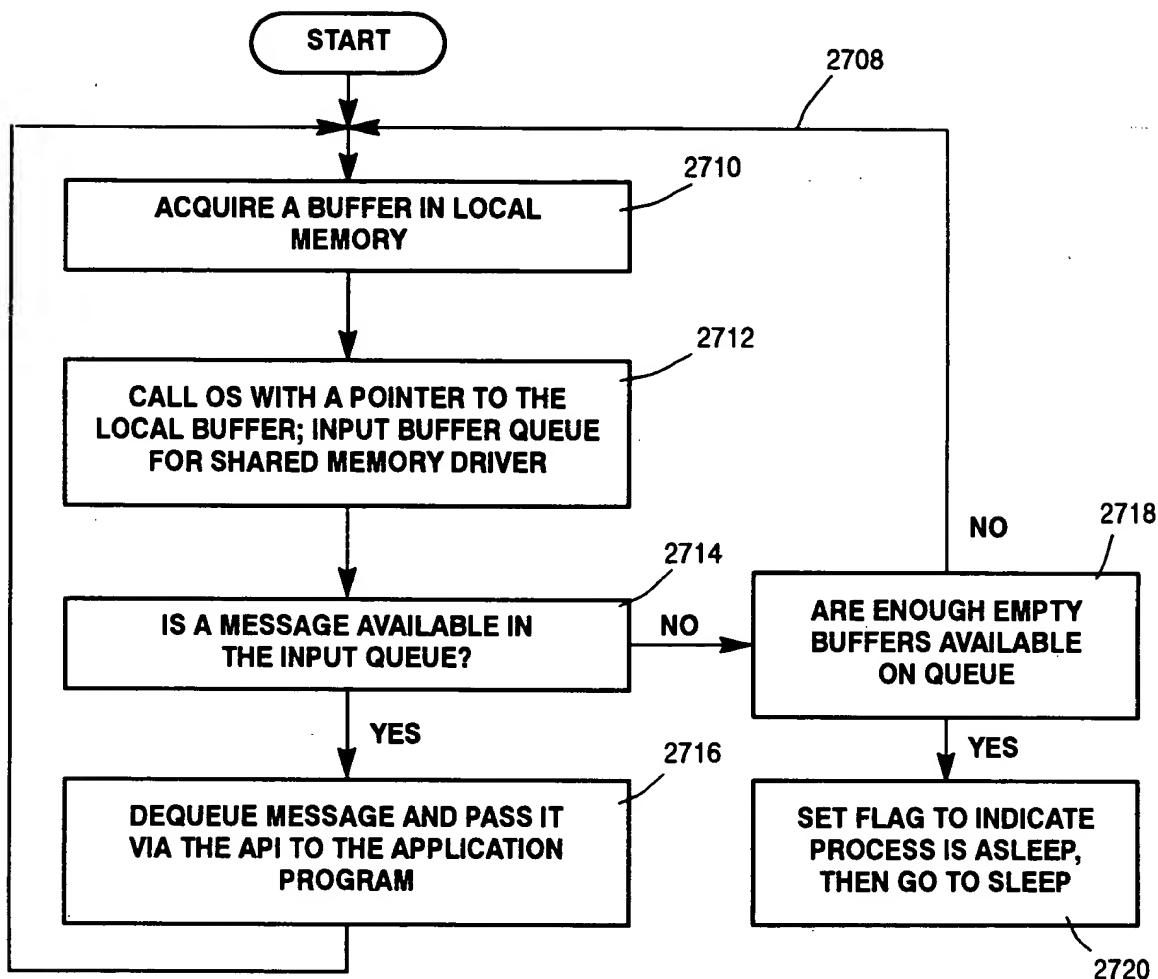 START
2708
2710
ACQUIRE A BUFFER IN LOCAL
MEMORY
2712
CALL OS WITH A POINTER TO THE
LOCAL BUFFER; INPUT BUFFER QUEUE
FOR SHARED MEMORY DRIVER
2714
IS A MESSAGE AVAILABLE IN
THE INPUT QUEUE?
NO
YES
2716
DEQUEUE MESSAGE AND PASS IT
VIA THE API TO THE APPLICATION
PROGRAM
NO
2718
ARE ENOUGH EMPTY
BUFFERS AVAILABLE
ON QUEUE
YES
SET FLAG TO INDICATE
PROCESS IS ASLEEP,
THEN GO TO SLEEP
2720